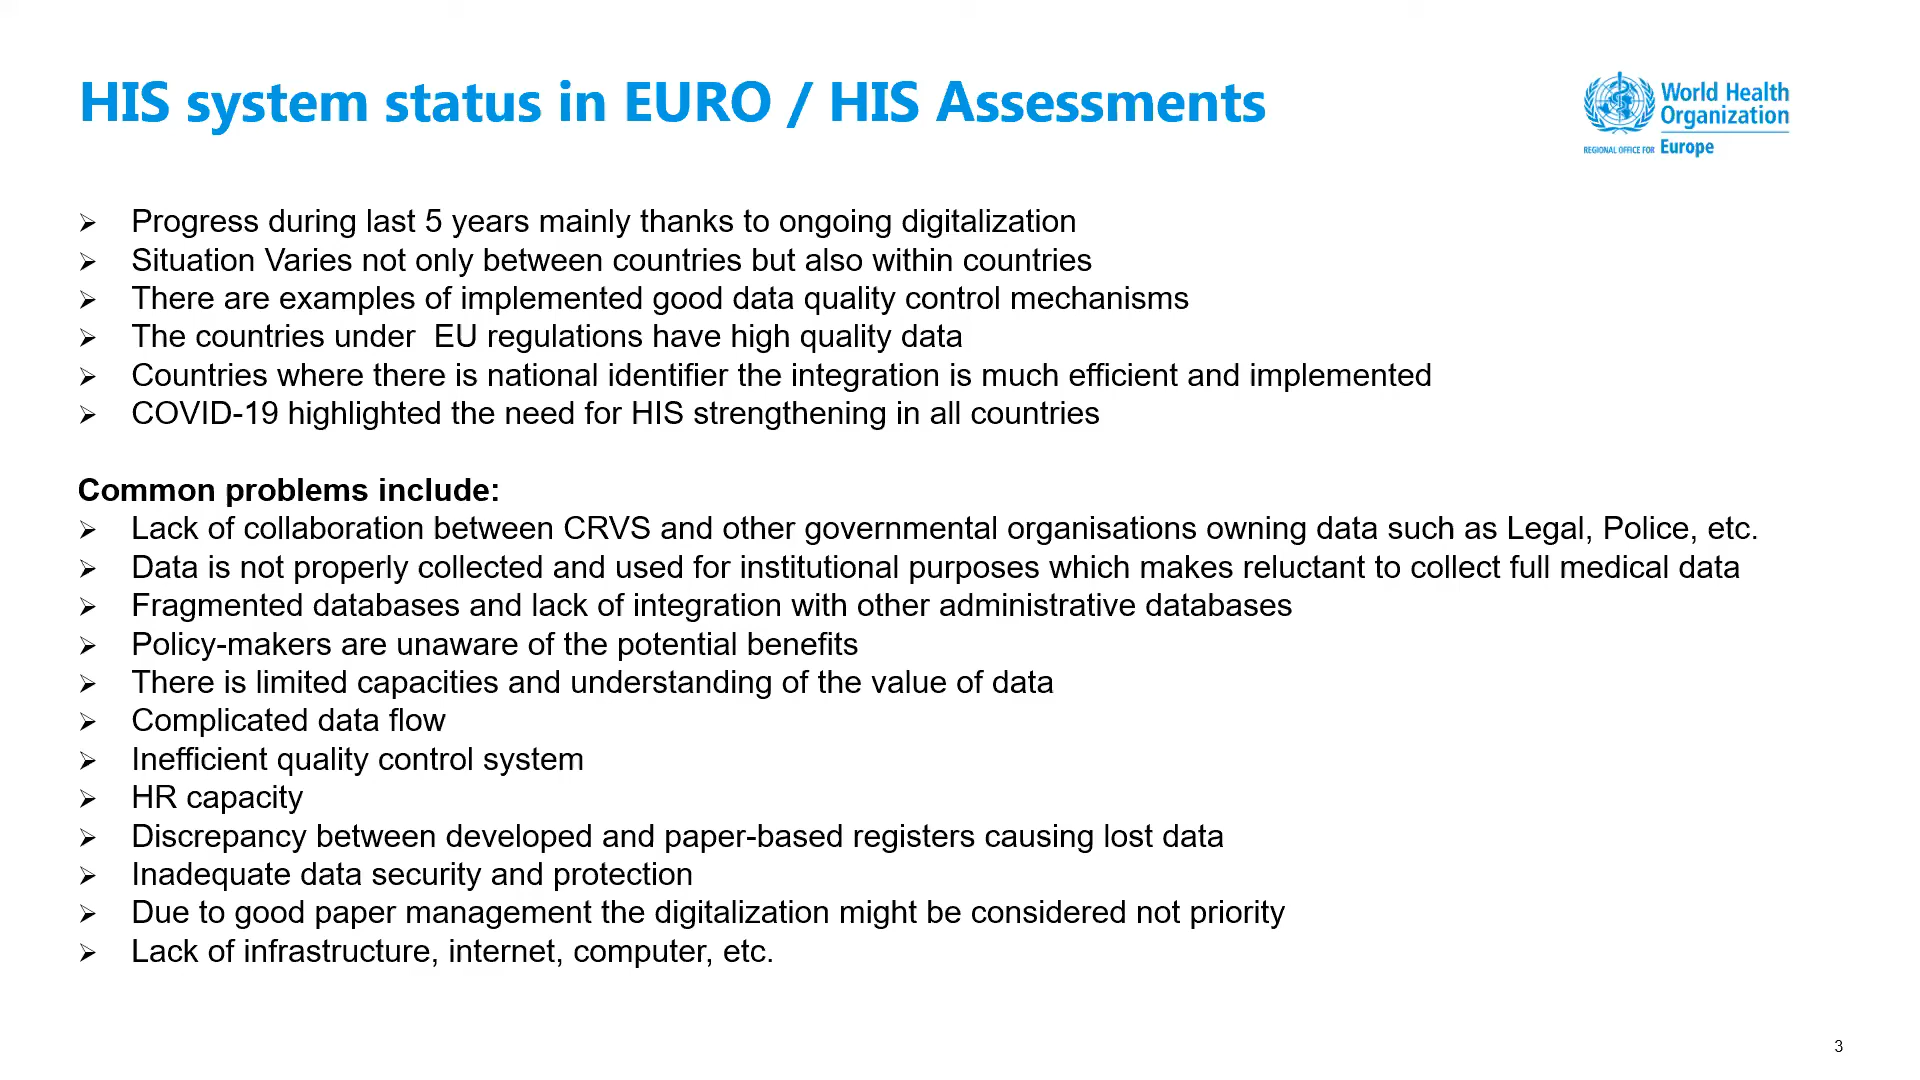 HIS system status in EURO / HIS Assessments
World Health
Organization
REGIONAL OFFICE FOR Europe
Progress during last 5 years mainly thanks to ongoing digitalization
Situation Varies not only between countries but also within countries
There are examples of implemented good data quality control mechanisms
The countries under  EU regulations have high quality data
Countries where there is national identifier the integration is much efficient and implemented
COVID-19 highlighted the need for HIS strengthening in all countries
Common problems include:
Lack of collaboration between CRVS and other governmental organisations owning data such as Legal, Police, etc.
Data is not properly collected and used for institutional purposes which makes reluctant to collect full medical data
Fragmented databases and lack of integration with other administrative databases
Policy-makers are unaware of the potential benefits
There is limited capacities and understanding of the value of data
Complicated data flow
Inefficient quality control system
HR capacity
Discrepancy between developed and paper-based registers causing lost data
Inadequate data security and protection
Due to good paper management the digitalization might be considered not priority
Lack of infrastructure, internet, computer, etc.
3